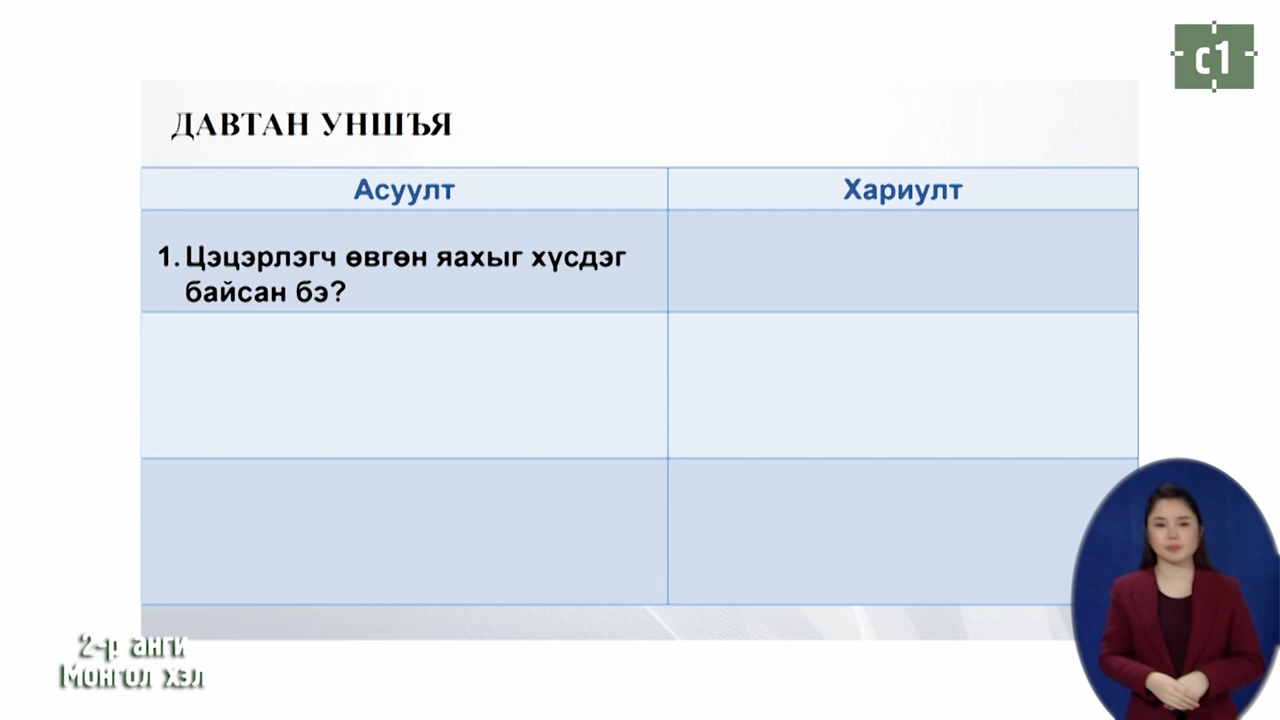 с1
ДАВТАН УНШЪЯ
Асуулт
Хариулт
1. Цэцэрлэгч өвгөн яахыг хүсдэг
байсан бэ?
2-р анги
Монгол хэл